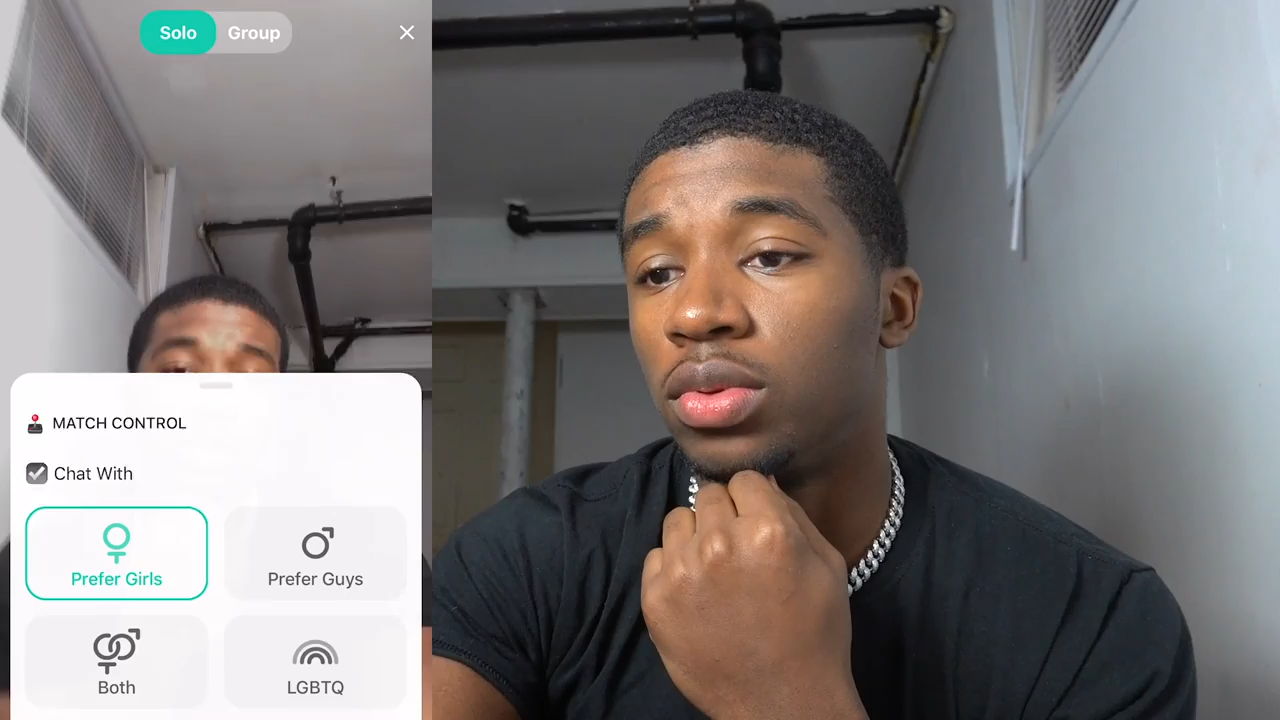 Solo Group
MATCH CONTROL
Chat With
Prefer Girls Prefer Guys
Both LGBTQ